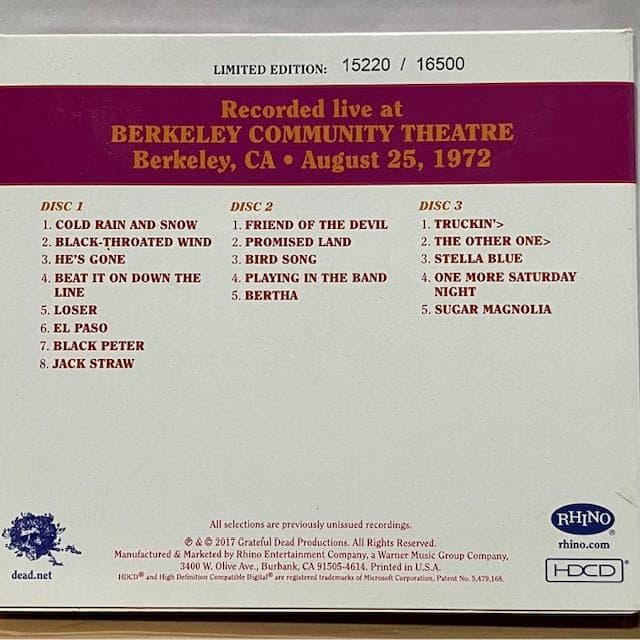 LIMITED EDITION: 15220 / 16500
Recorded live at
BERKELEY COMMUNITY THEATRE
Berkeley, CA • August 25, 1972
DISC 1
1. COLD RAIN AND SNOW
2. BLACK-THROATED WIND
3. HE'S GONE
4. BEAT IT ON DOWN THE
LINE
5. LOSER
6. EL PASO
7. BLACK PETER
8. JACK STRAW
DISC 2
1. FRIEND OF THE DEVIL
2. PROMISED LAND
3. BIRD SONG
4. PLAYING IN THE BAND
5. BERTHA
DISC 3
1. TRUCKIN'>
2. THE OTHER ONE>
3. STELLA BLUE
4. ONE MORE SATURDAY
NIGHT
5. SUGAR MAGNOLIA
dead.net
All selections are previously unissued recordings.
℗ & © 2017 Grateful Dead Productions. All Rights Reserved.
Manufactured & Marketed by Rhino Entertainment Company, a Warner Music Group Company,
3400 W. Olive Ave., Burbank, CA 91505-4614. Printed in U.S.A.
HDCD® and High Definition Compatible Digital® are registered trademarks of Microsoft Corporation, Patent No. 5,479,168.
RHINO®
rhino.com
HDCD®